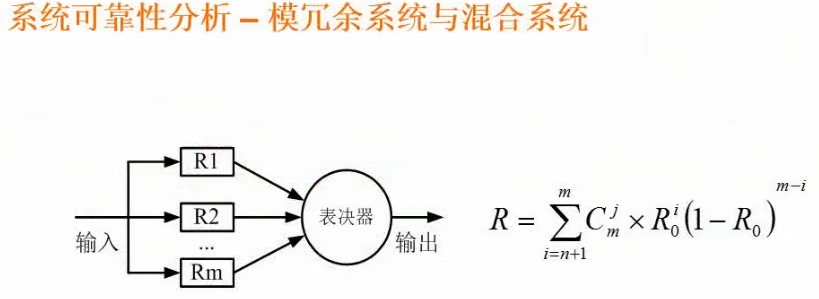 系统可靠性分析 – 模冗余系统与混合系统
R1
R2
...
Rm
输入
表决器
输出
R = \sum_{i=n+1}^{m} C_m^j × R_0^i (1 − R_0)^{m−i}